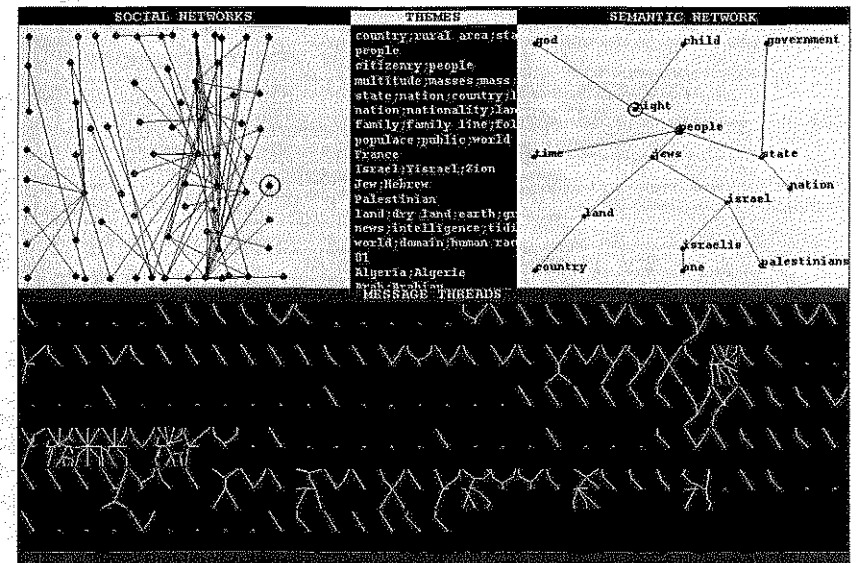 SOCIAL NETWORKS
THEMES
country;rural area;sta
people
citizenry;people
multitude;masses;mass;
state;nation;country;l
nation;nationality;lan
family;family line;fol
populace;public;world
France
Israel;Yisrael;Zion
Jew;Hebrew
Palestinian
land;dry land;earth;gr
news;intelligence;tidi
world;domain;human rac
01
Algeria;Algerie
Arab;Arabian
SEMANTIC NETWORK
god
child
government
right
people
time
jews
state
nation
israel
land
israelis
country
one
palestinians
MESSAGE THREADS